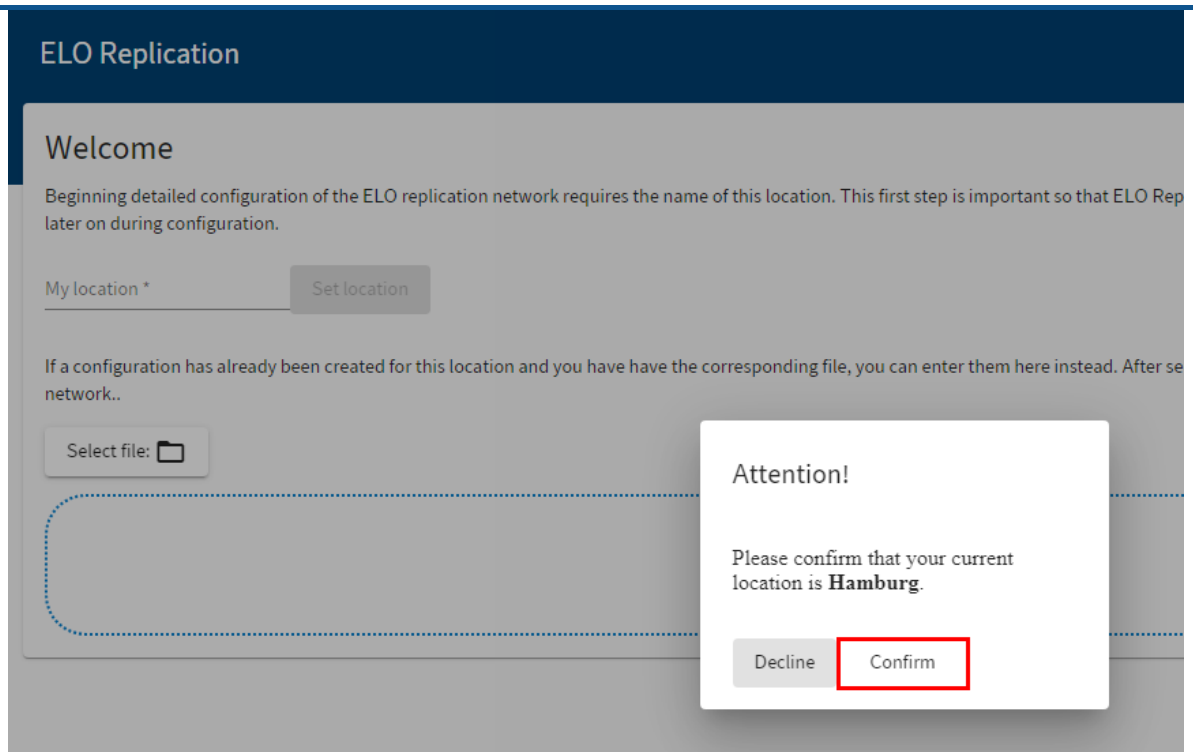 ELO Replication
Welcome
Beginning detailed configuration of the ELO replication network requires the name of this location. This first step is important so that ELO Rep
later on during configuration.
My location *
Set location
If a configuration has already been created for this location and you have have the corresponding file, you can enter them here instead. After se
network..
Select file:
Attention!
Please confirm that your current
location is Hamburg.
Decline
Confirm